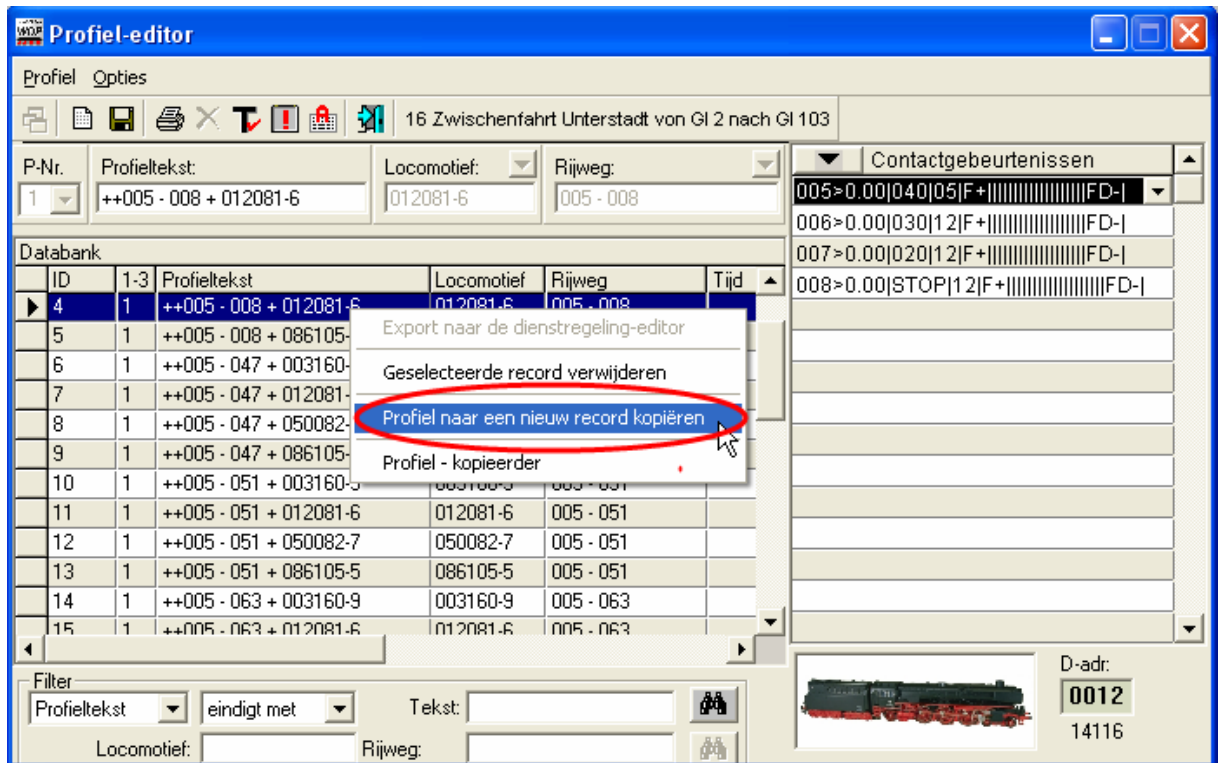 WDP Profiel-editor
Profiel Opties
16 Zwischenfahrt Unterstadt von Gl 2 nach Gl 103
P-Nr. Profieltekst: Locomotief: Rijweg:
1 ++005 - 008 + 012081-6 012081-6 005 - 008
Databank
ID 1-3 Profieltekst Locomotief Rijweg Tijd
4 1 ++005 - 008 + 012081-6 012081-6 005 - 008
5 1 ++005 - 008 + 086105-
6 1 ++005 - 047 + 003160-
7 1 ++005 - 047 + 012081-
8 1 ++005 - 047 + 050082-
9 1 ++005 - 047 + 086105-
10 1 ++005 - 051 + 003160-9 003160-9 005 - 051
11 1 ++005 - 051 + 012081-6 012081-6 005 - 051
12 1 ++005 - 051 + 050082-7 050082-7 005 - 051
13 1 ++005 - 051 + 086105-5 086105-5 005 - 051
14 1 ++005 - 063 + 003160-9 003160-9 005 - 063
15 1 ++005 - 063 + 012081-6 012081-6 005 - 063
Export naar de dienstregeling-editor
Geselecteerde record verwijderen
Profiel naar een nieuw record kopiëren
Profiel - kopieerder
Filter
Profieltekst eindigt met Tekst:
Locomotief: Rijweg:
Contactgebeurtenissen
005>0.00|040|05|F+||||||||||||||||||FD-|
006>0.00|030|12|F+||||||||||||||||||FD-|
007>0.00|020|12|F+||||||||||||||||||FD-|
008>0.00|STOP|12|F+||||||||||||||||||FD-|
D-adr:
0012
14116